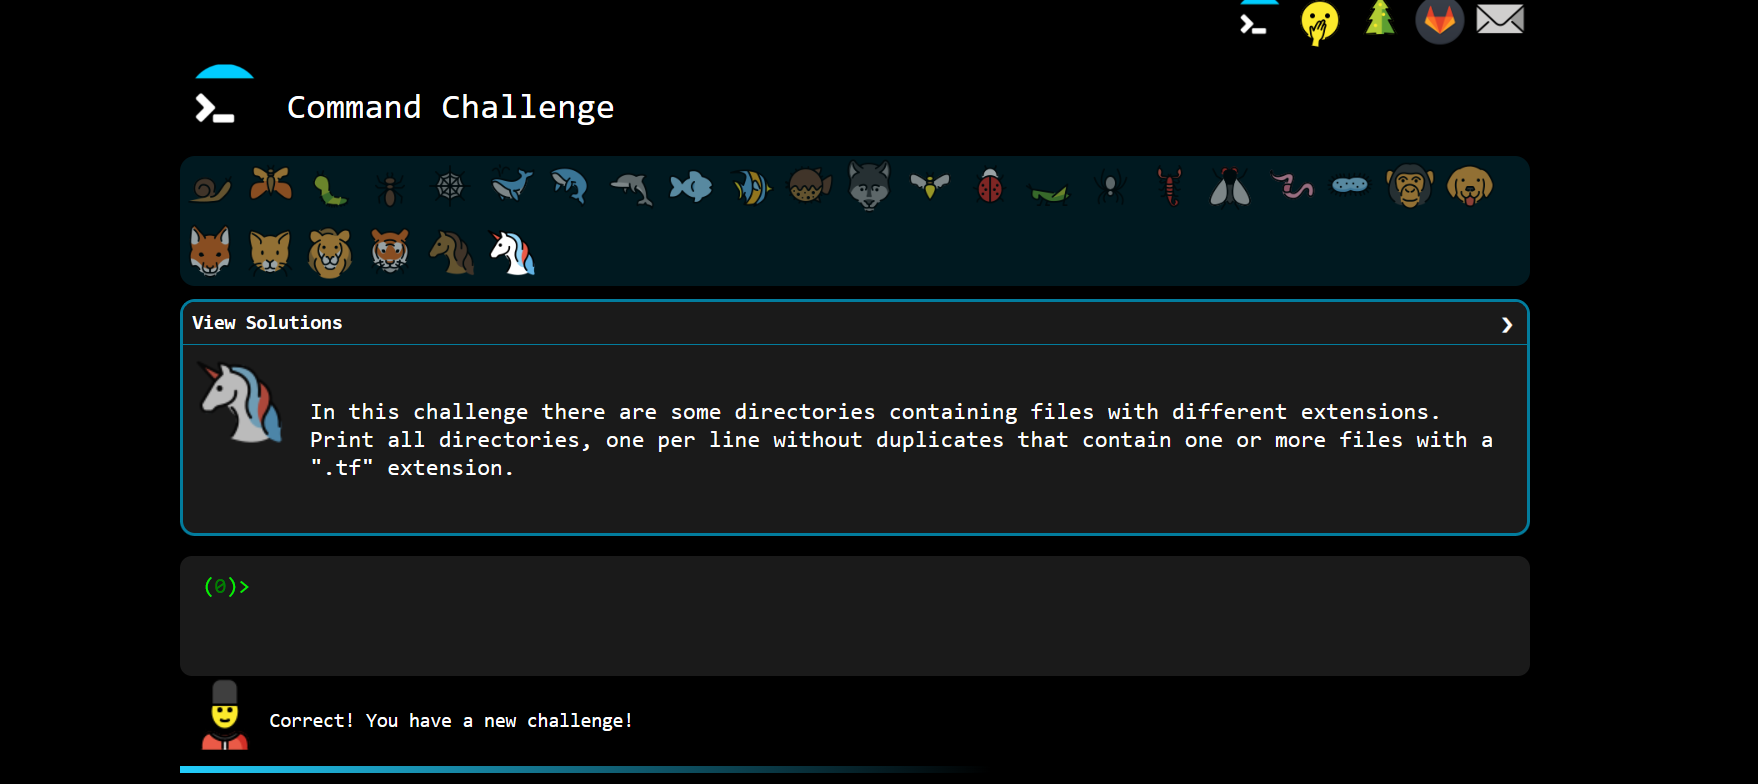 Command Challenge
View Solutions
In this challenge there are some directories containing files with different extensions.
Print all directories, one per line without duplicates that contain one or more files with a
".tf" extension.
(0)>
Correct! You have a new challenge!